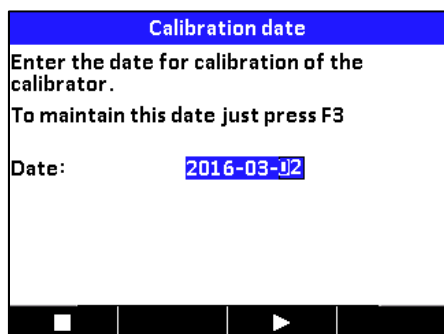 Calibration date
Enter the date for calibration of the
calibrator.
To maintain this date just press F3
Date: 2016-03-02